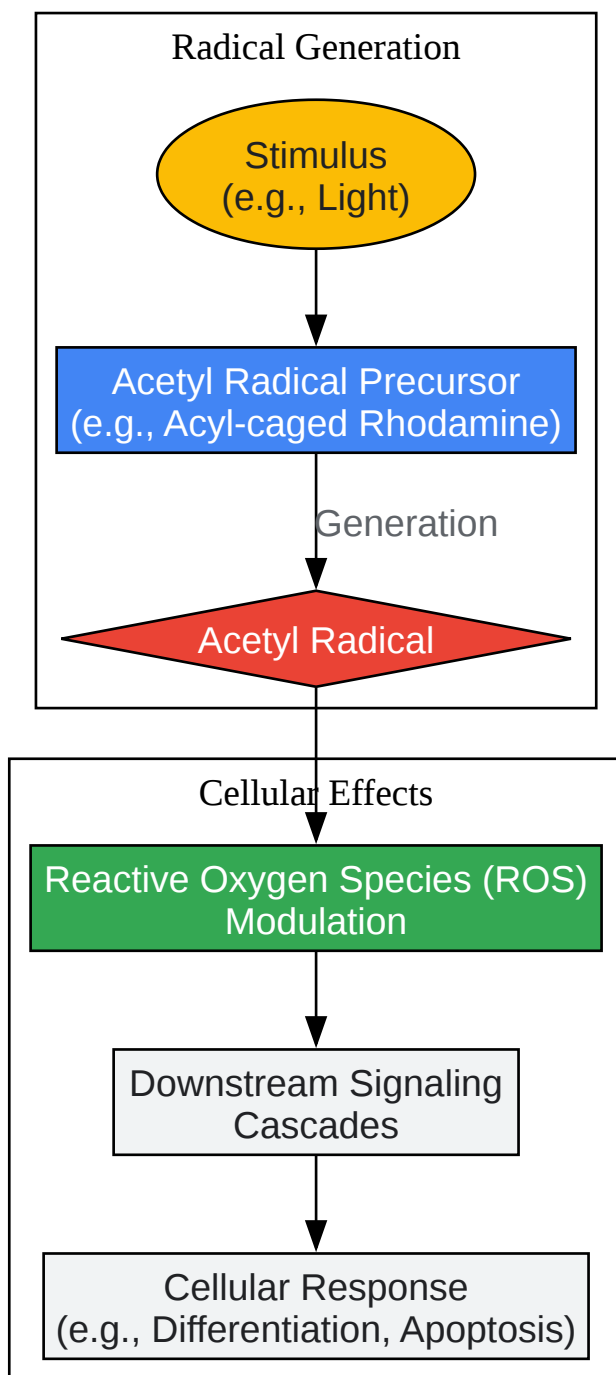 Radical Generation
Stimulus
(e.g., Light)
Acetyl Radical Precursor
(e.g., Acyl-caged Rhodamine)
Generation
Acetyl Radical
Cellular Effects
Reactive Oxygen Species (ROS)
Modulation
Downstream Signaling
Cascades
Cellular Response
(e.g., Differentiation, Apoptosis)